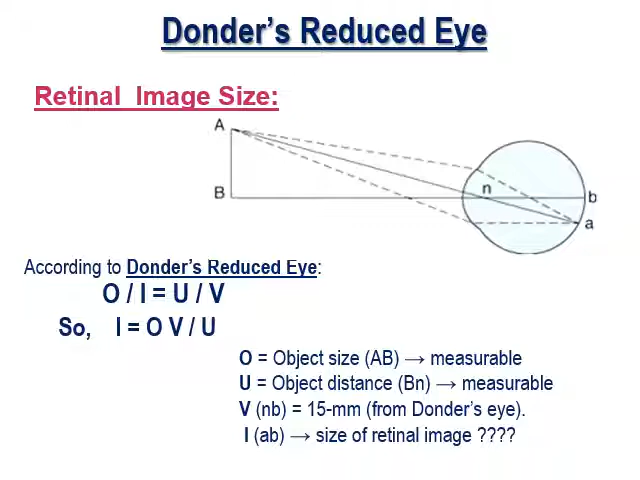 Donder's Reduced Eye
Retinal Image Size:
A
B
n
b
a
According to Donder's Reduced Eye:
O / I = U / V
So, I = O V / U
O = Object size (AB) → measurable
U = Object distance (Bn) → measurable
V (nb) = 15-mm (from Donder's eye).
I (ab) → size of retinal image ????